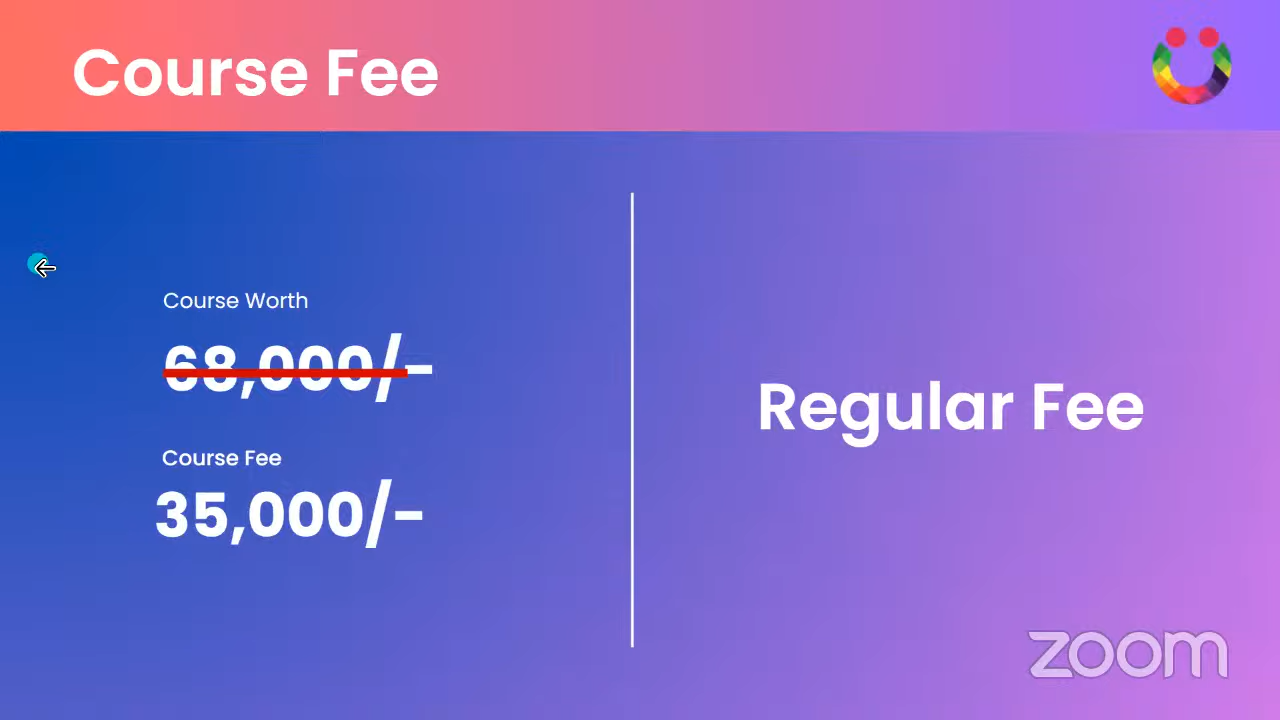 Course Fee
Course Worth
68,000/-
Course Fee
35,000/-
Regular Fee
zoom